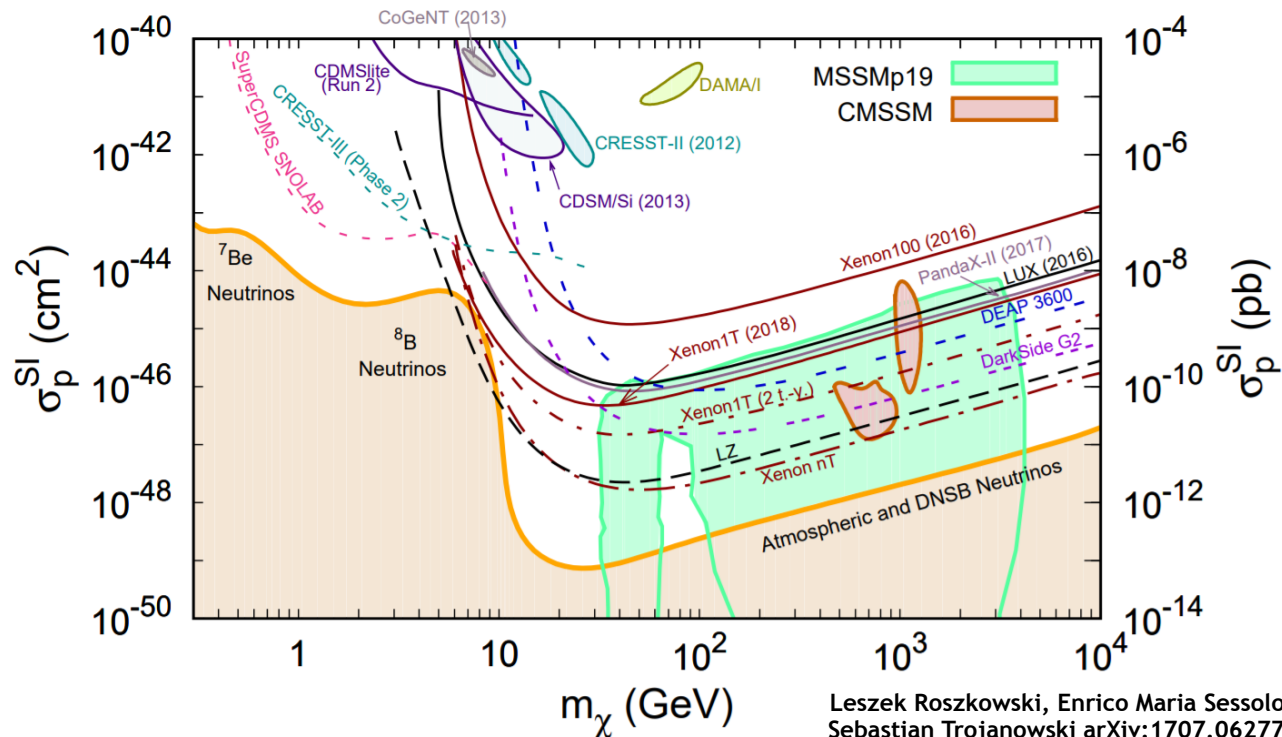 CoGeNT (2013)
10^-40
10^-42
10^-44
10^-46
10^-48
10^-50
σ_p^SI (cm^2)
10^-4
10^-6
10^-8
10^-10
10^-12
10^-14
σ_p^SI (pb)
SuperCDMS SNOLAB
CRESST-III (Phase 2)
CDMSlite
(Run 2)
DAMA/I
MSSMp19
CMSSM
CRESST-II (2012)
CDSM/Si (2013)
7Be
Neutrinos
8B
Neutrinos
Xenon100 (2016)
PandaX-II (2017)
LUX (2016)
DEAP 3600
DarkSide G2
Xenon1T (2018)
Xenon1T (2 t.-y.)
LZ
Xenon nT
Atmospheric and DNSB Neutrinos
1
10
10^2
10^3
10^4
m_χ (GeV)
Leszek Roszkowski, Enrico Maria Sessolo
Sebastian Trojanowski arXiv:1707.06277